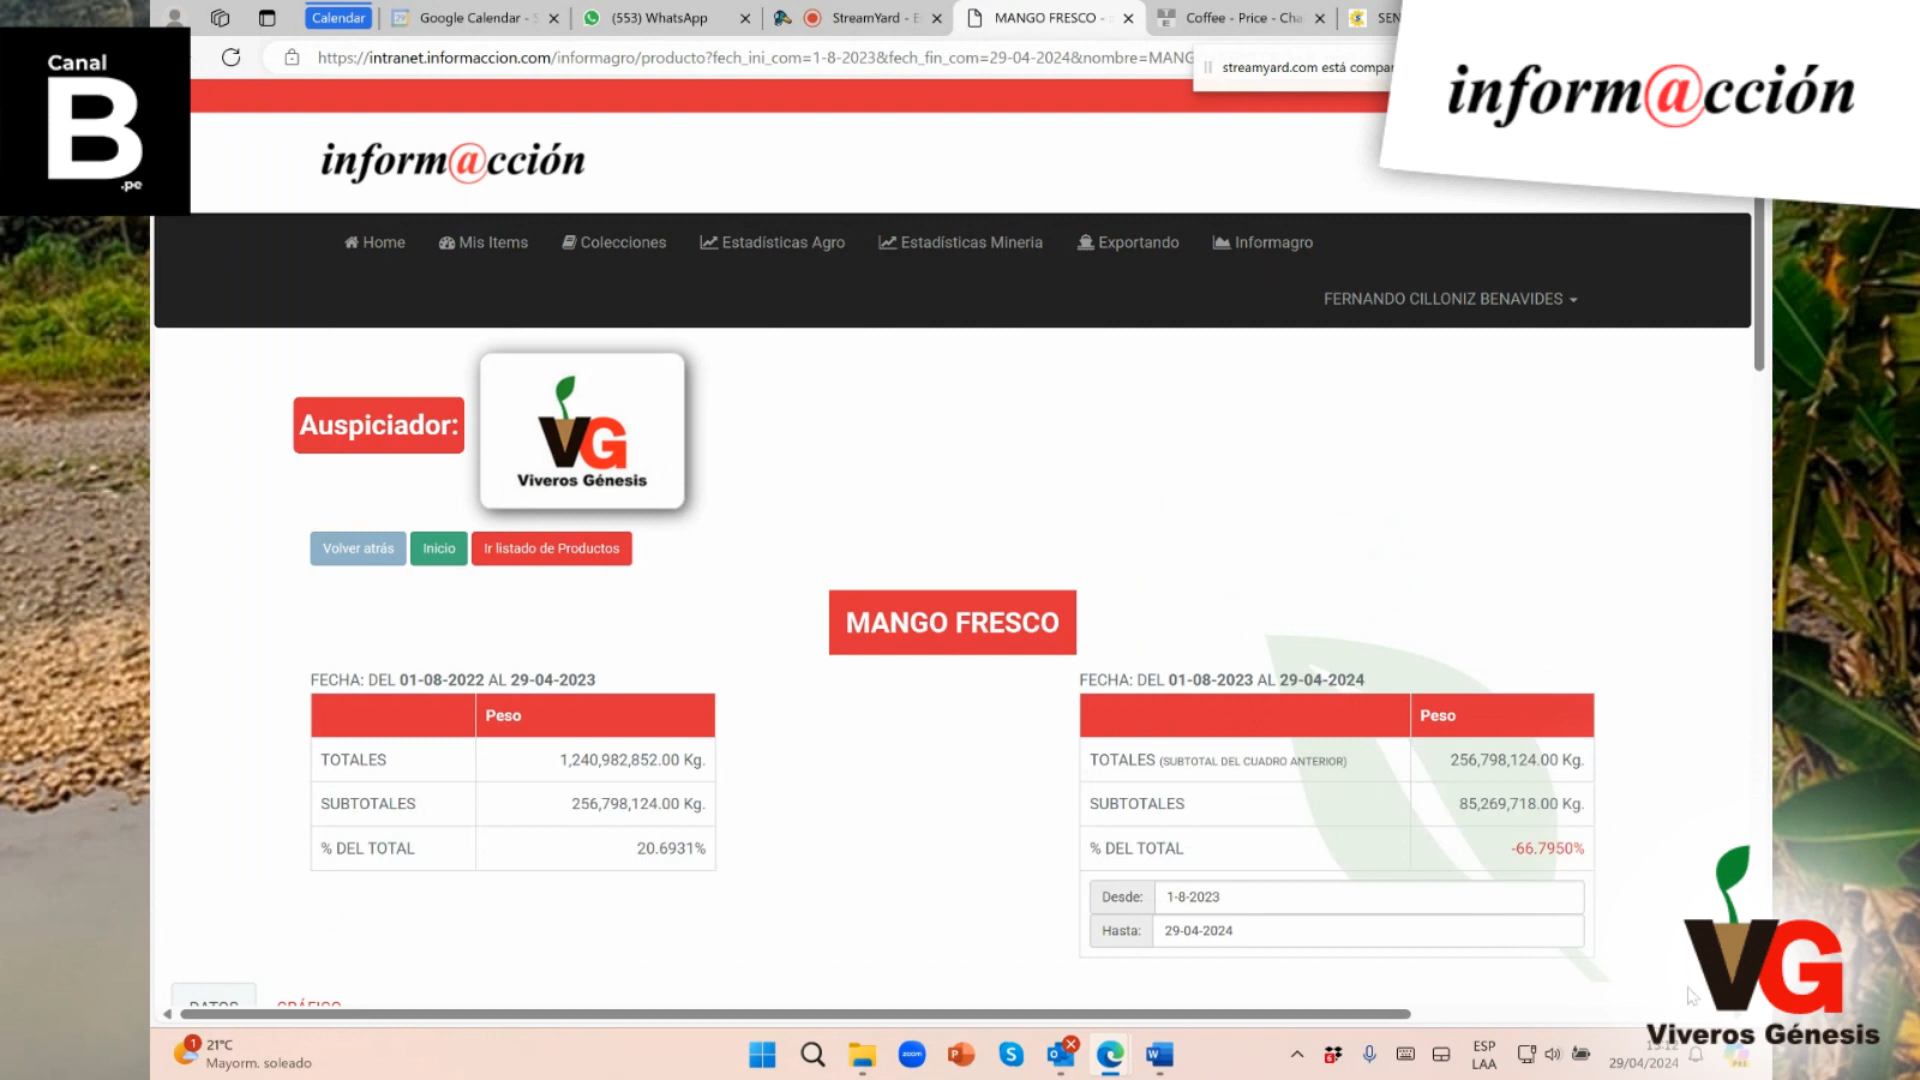 Calendar
Google Calendar - S
(553) WhatsApp
StreamYard - E
MANGO FRESCO -
Coffee - Price - Cha
SEN
Canal
B
.pe
https://intranet.informaccion.com/informagro/producto?fech_ini_com=1-8-2023&fech_fin_com=29-04-2024&nombre=MANG
streamyard.com está compar
inform@cción
inform@cción
Home
Mis Items
Colecciones
Estadísticas Agro
Estadísticas Mineria
Exportando
Informagro
FERNANDO CILLONIZ BENAVIDES
Auspiciador:
VG
Viveros Génesis
Volver atrás
Inicio
Ir listado de Productos
MANGO FRESCO
FECHA: DEL 01-08-2022 AL 29-04-2023
Peso
TOTALES 1,240,982,852.00 Kg.
SUBTOTALES 256,798,124.00 Kg.
% DEL TOTAL 20.6931%
FECHA: DEL 01-08-2023 AL 29-04-2024
Peso
TOTALES (SUBTOTAL DEL CUADRO ANTERIOR) 256,798,124.00 Kg.
SUBTOTALES 85,269,718.00 Kg.
% DEL TOTAL -66.7950%
Desde: 1-8-2023
Hasta: 29-04-2024
DATOS
GRÁFICO
VG
Viveros Génesis
1
21°C
Mayorm. soleado
zoom
ESP
LAA
29/04/2024